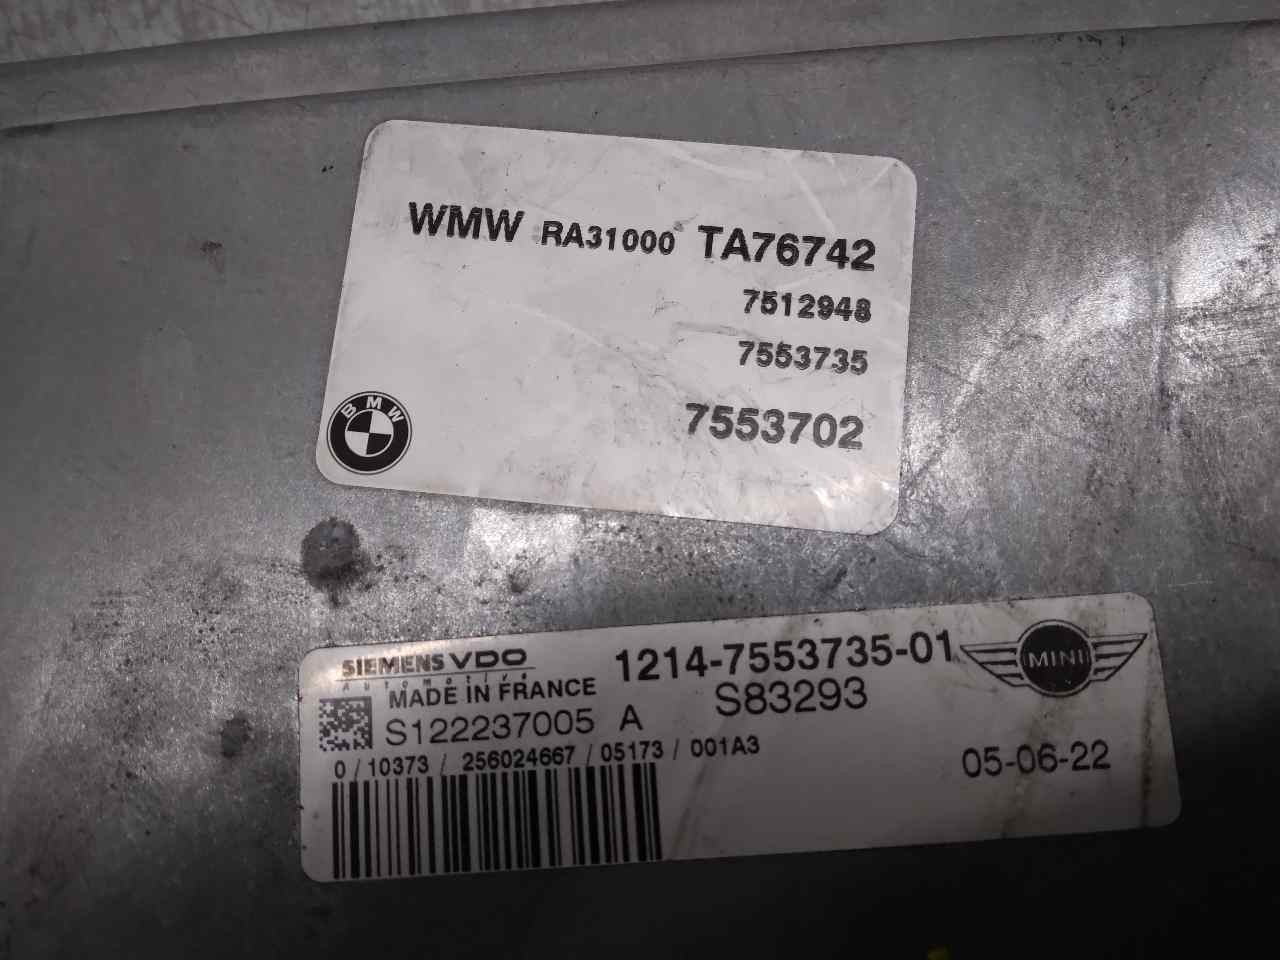 WMW RA31000 TA76742
7512948
7553735
7553702
BMW
SIEMENS VDO
Automotive
MADE IN FRANCE
1214-7553735-01
MINI
S122237005 A
S83293
0 / 10373 / 256024667 / 05173 / 001A3
05-06-22